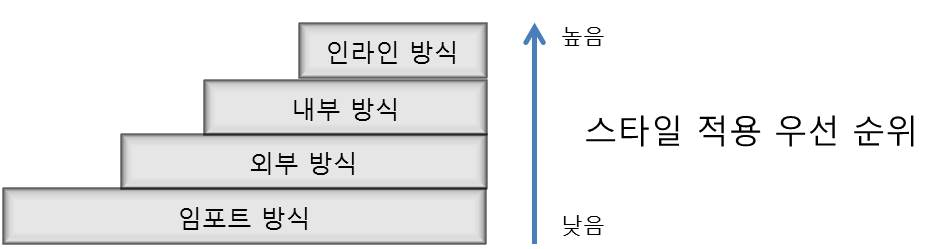 인라인 방식
높음
내부 방식
스타일 적용 우선 순위
외부 방식
임포트 방식
낮음